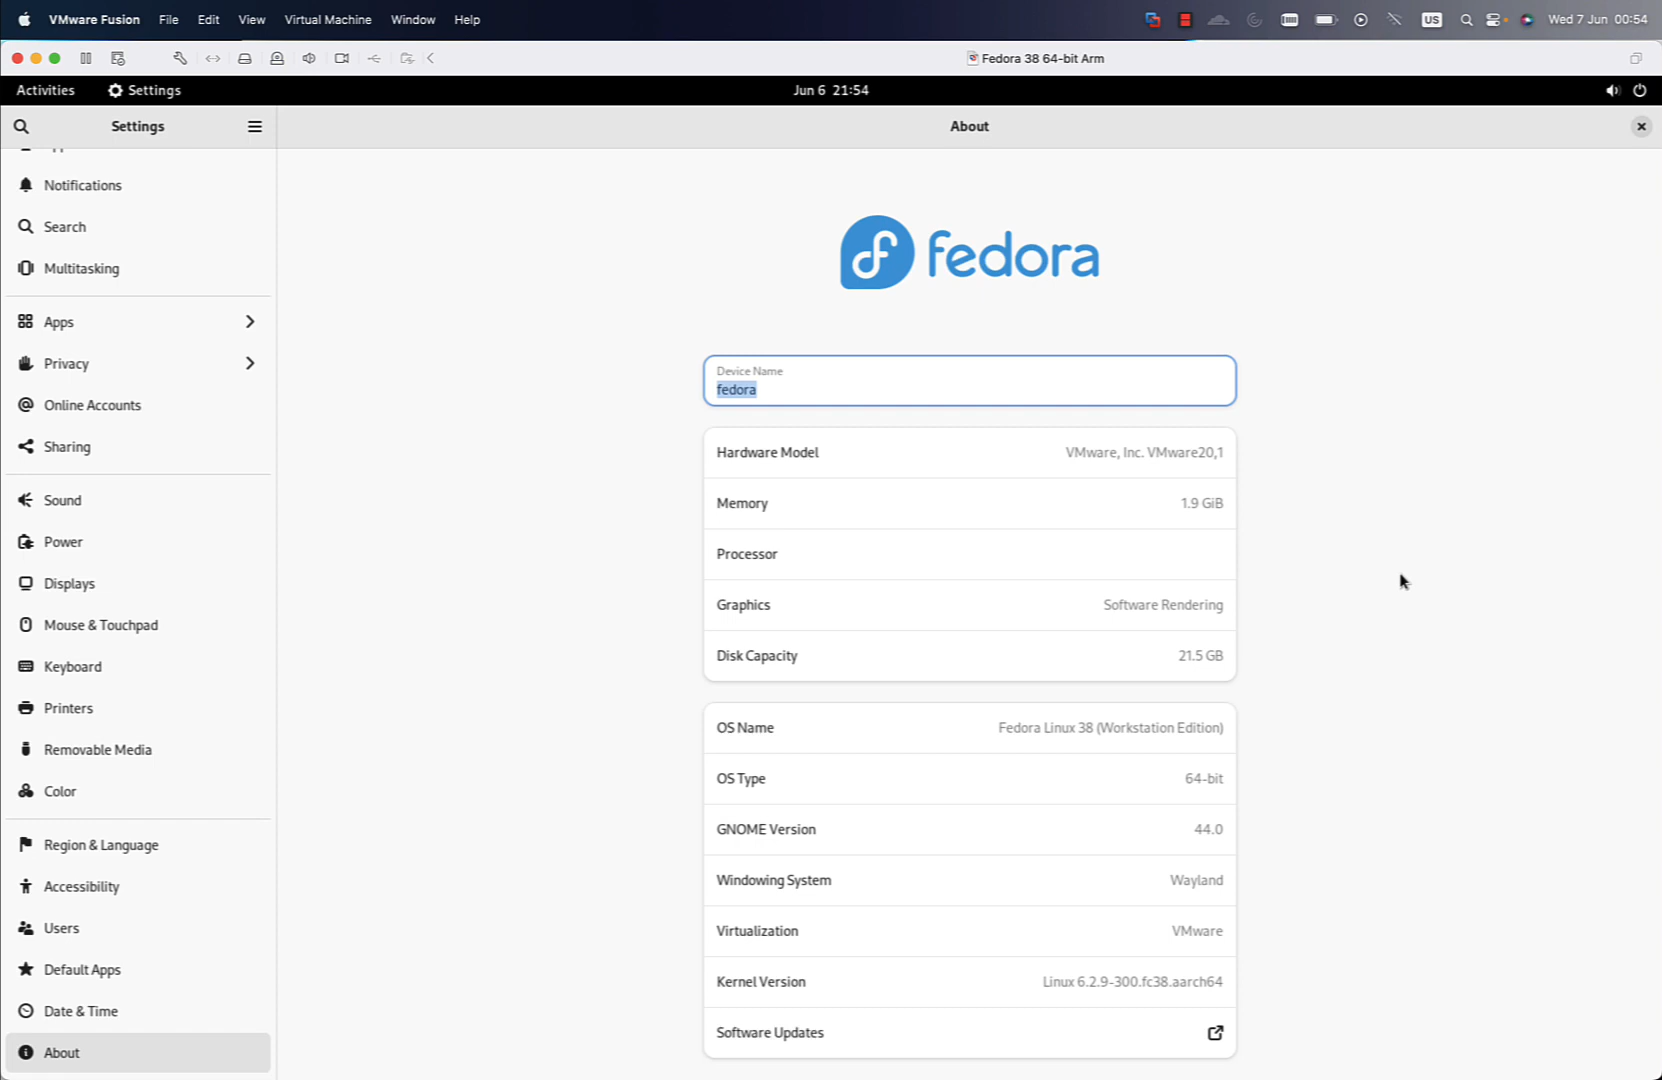 VMware Fusion File Edit View Virtual Machine Window Help US Wed 7 Jun 00:54
Fedora 38 64-bit Arm
Activities Settings Jun 6 21:54
Settings About
Notifications
Search
Multitasking
Apps
Privacy
Online Accounts
Sharing
Sound
Power
Displays
Mouse & Touchpad
Keyboard
Printers
Removable Media
Color
Region & Language
Accessibility
Users
Default Apps
Date & Time
About
fedora
Device Name
fedora
Hardware Model VMware, Inc. VMware20,1
Memory 1.9 GiB
Processor
Graphics Software Rendering
Disk Capacity 21.5 GB
OS Name Fedora Linux 38 (Workstation Edition)
OS Type 64-bit
GNOME Version 44.0
Windowing System Wayland
Virtualization VMware
Kernel Version Linux 6.2.9-300.fc38.aarch64
Software Updates